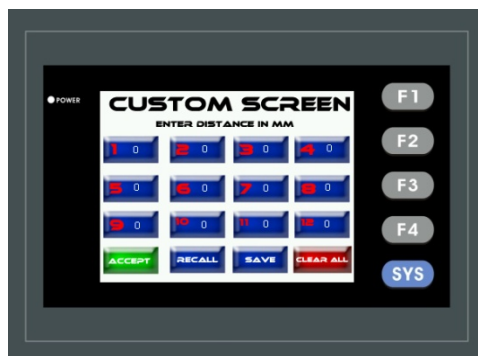 POWER
CUSTOM SCREEN
ENTER DISTANCE IN MM
1 0 2 0 3 0 4 0
5 0 6 0 7 0 8 0
9 0 10 0 11 0 12 0
ACCEPT RECALL SAVE CLEAR ALL
F1
F2
F3
F4
SYS